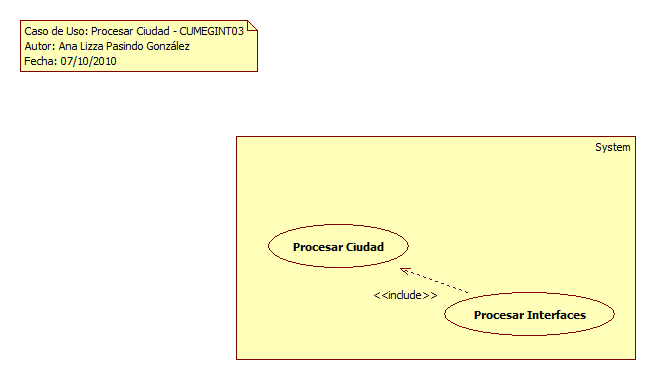 Caso de Uso: Procesar Ciudad - CUMEGINT03
Autor: Ana Lizza Pasindo González
Fecha: 07/10/2010
System
Procesar Ciudad
<<include>>
Procesar Interfaces